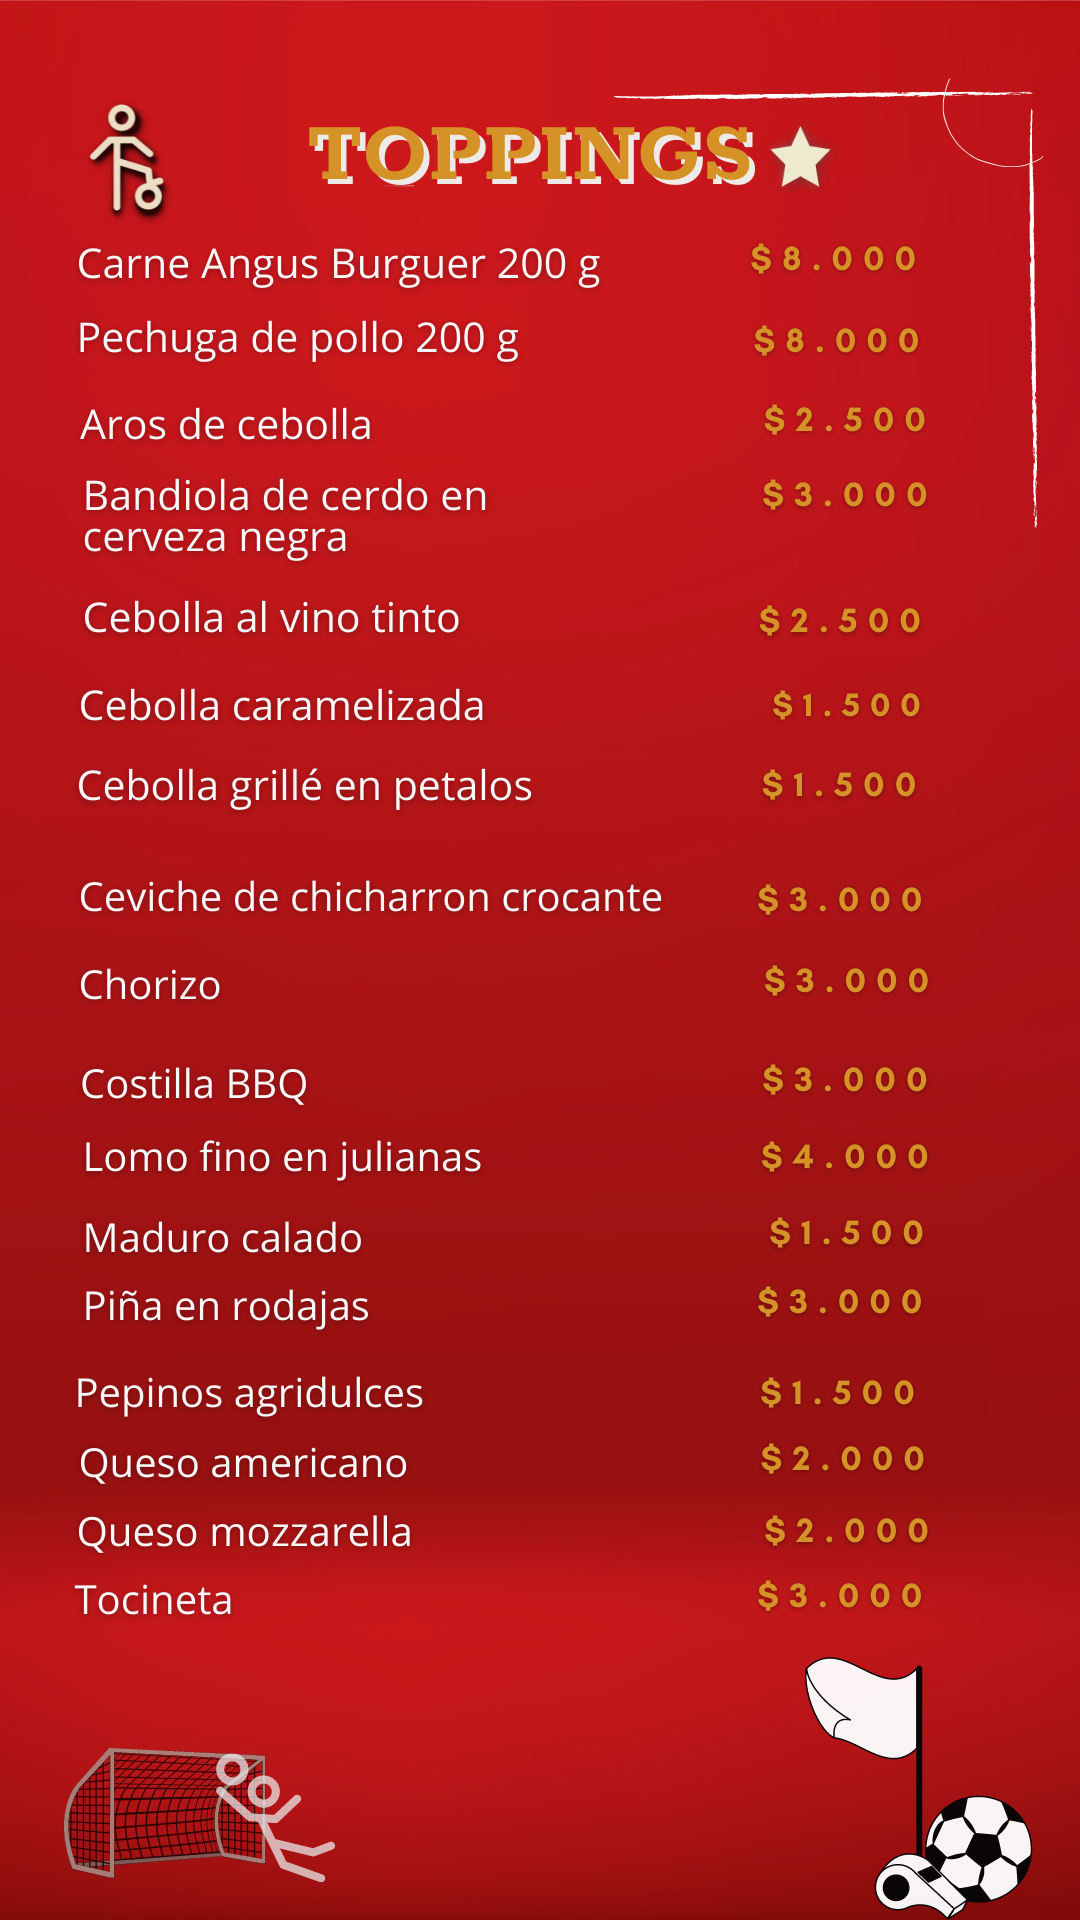 TOPPINGS
Carne Angus Burguer 200 g $8.000
Pechuga de pollo 200 g $8.000
Aros de cebolla $2.500
Bandiola de cerdo en $3.000
cerveza negra
Cebolla al vino tinto $2.500
Cebolla caramelizada $1.500
Cebolla grillé en petalos $1.500
Ceviche de chicharron crocante $3.000
Chorizo $3.000
Costilla BBQ $3.000
Lomo fino en julianas $4.000
Maduro calado $1.500
Piña en rodajas $3.000
Pepinos agridulces $1.500
Queso americano $2.000
Queso mozzarella $2.000
Tocineta $3.000